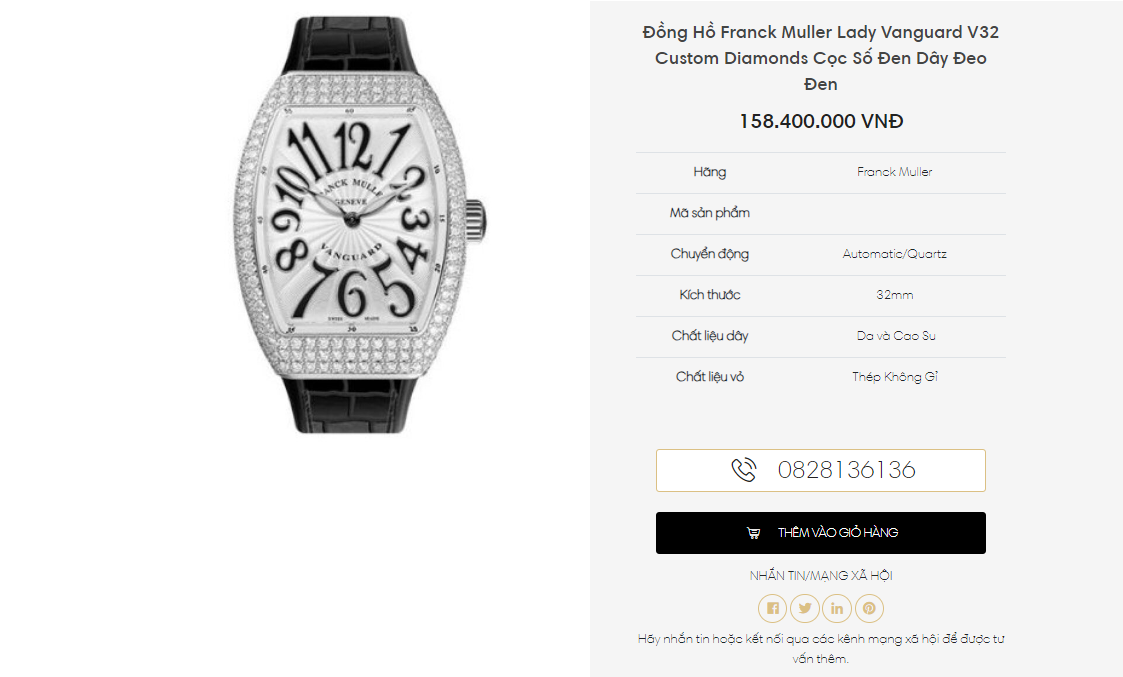 Đồng Hồ Franck Muller Lady Vanguard V32
Custom Diamonds Cọc Số Đen Dây Đeo
Đen
158.400.000 VNĐ
Hãng Franck Muller
Mã sản phẩm
Chuyển động Automatic/Quartz
Kích thước 32mm
Chất liệu dây Da và Cao Su
Chất liệu vỏ Thép Không Gỉ
0828136136
THÊM VÀO GIỎ HÀNG
NHẮN TIN/MẠNG XÃ HỘI
Hãy nhắn tin hoặc kết nối qua các kênh mạng xã hội để được tư
vấn thêm.
60
11 12 1
10 2
GENEVE
9 3
8 4
VANGUARD
7 6 5
30